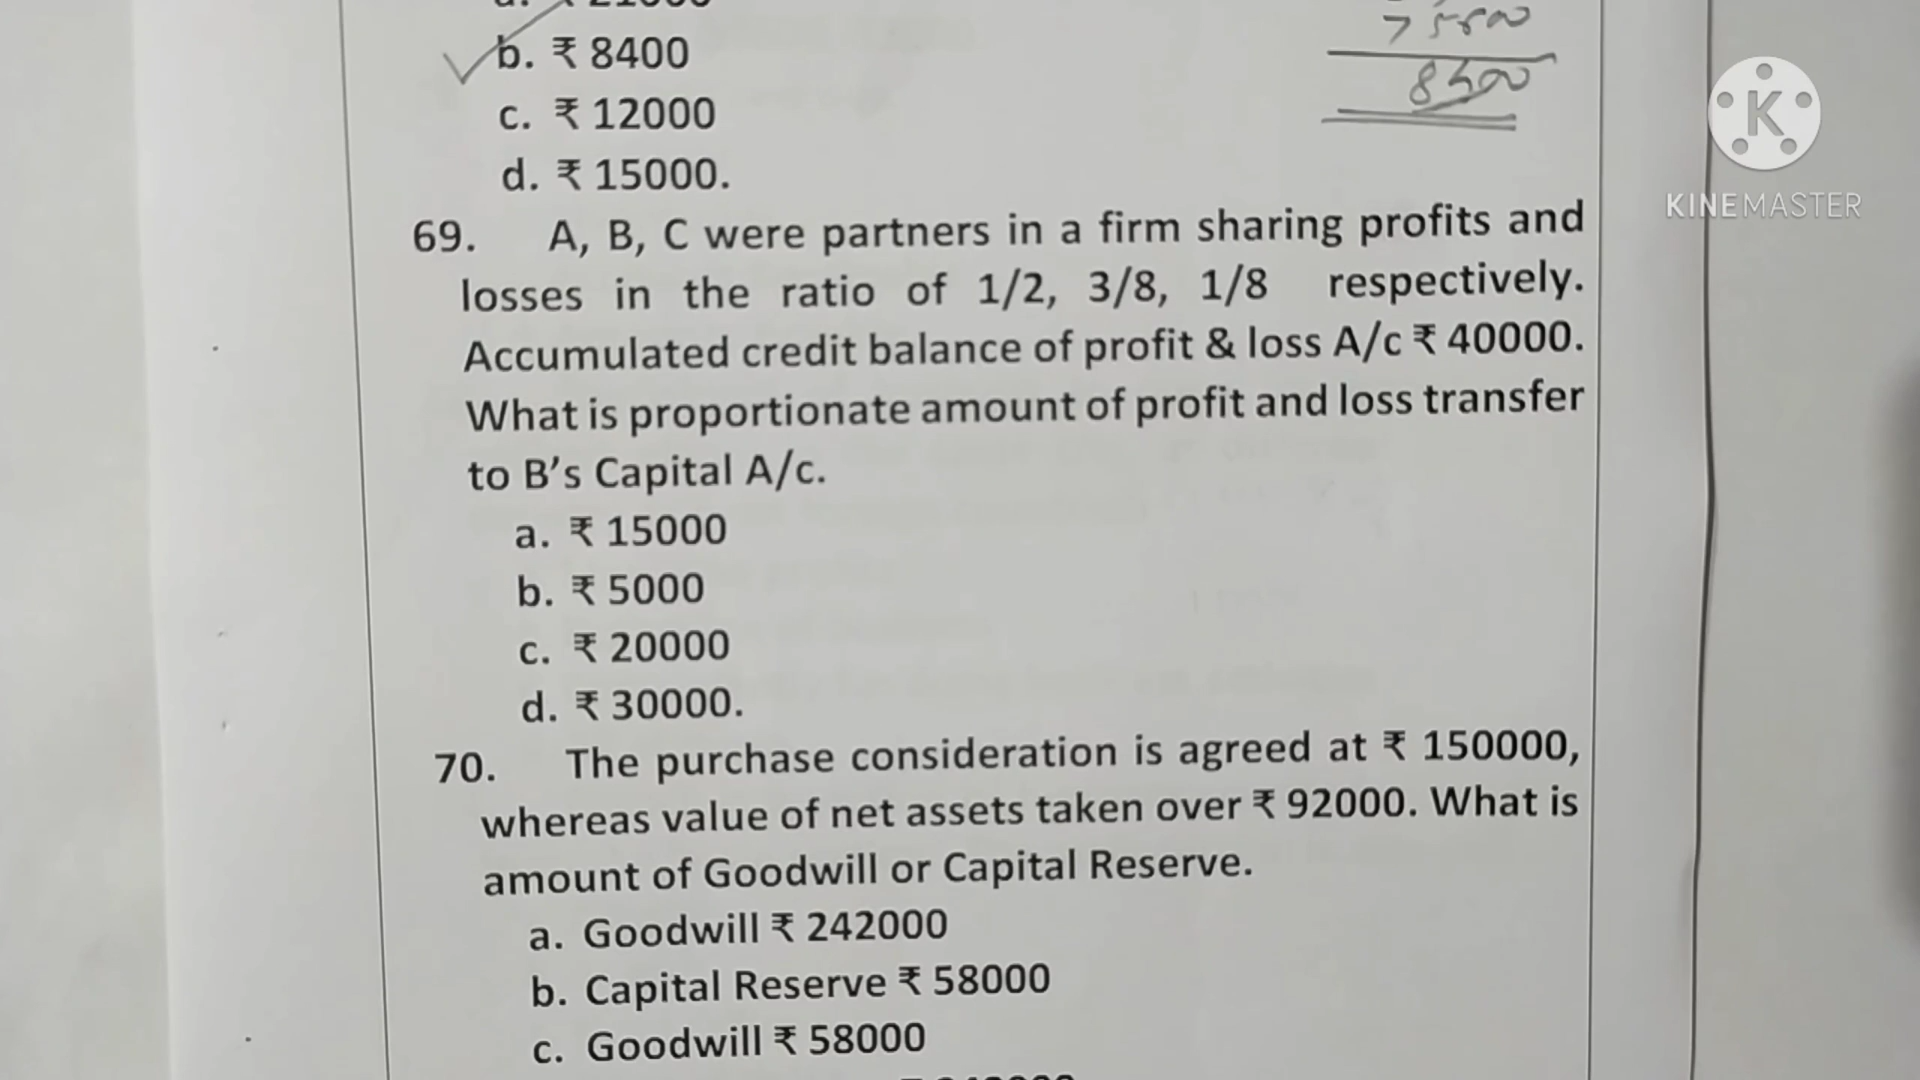 b. ₹ 8400
8400
c. ₹ 12000
d. ₹ 15000.
K
KINEMASTER
69. A, B, C were partners in a firm sharing profits and
losses in the ratio of 1/2, 3/8, 1/8 respectively.
Accumulated credit balance of profit & loss A/c ₹ 40000.
What is proportionate amount of profit and loss transfer
to B's Capital A/c.
a. ₹ 15000
b. ₹ 5000
c. ₹ 20000
d. ₹ 30000.
70. The purchase consideration is agreed at ₹ 150000,
whereas value of net assets taken over ₹ 92000. What is
amount of Goodwill or Capital Reserve.
a. Goodwill ₹ 242000
b. Capital Reserve ₹ 58000
c. Goodwill ₹ 58000